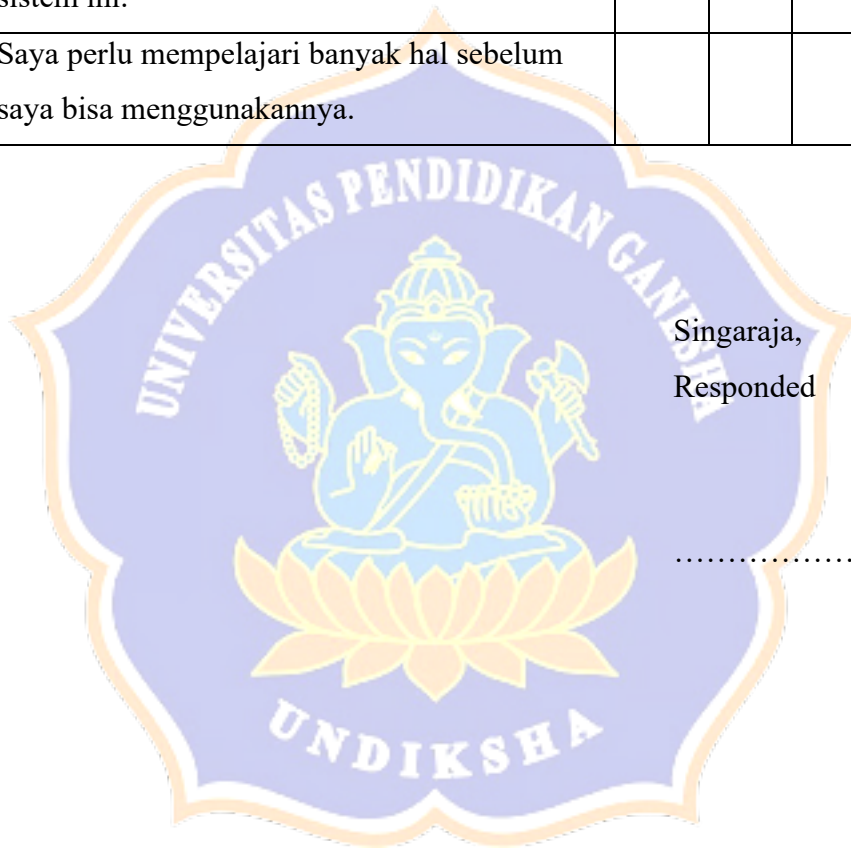 sistem ini.
Saya perlu mempelajari banyak hal sebelum
saya bisa menggunakannya.
UNIVERSITAS PENDIDIKAN GANESHA
Singaraja,
Responded
………………
UNDIKSHA